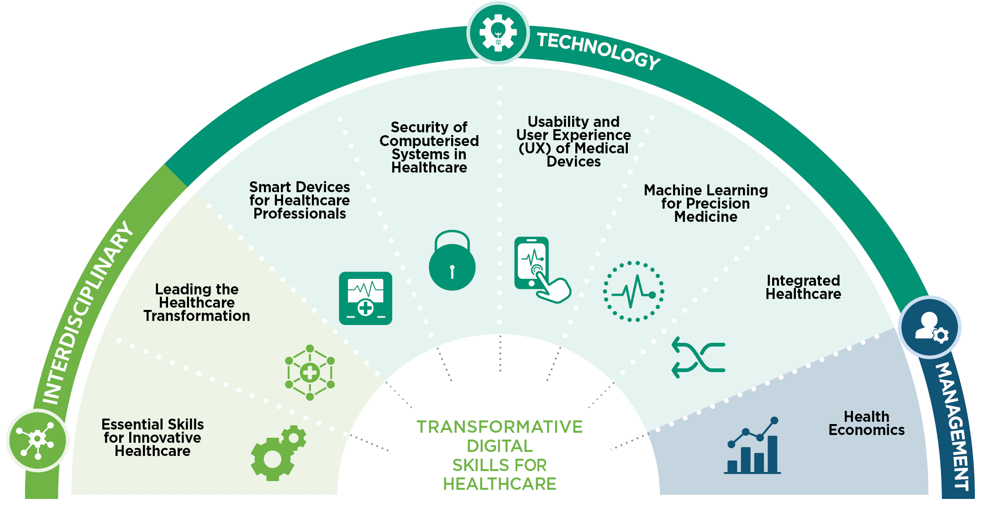 TECHNOLOGY
INTERDISCIPLINARY
MANAGEMENT
Essential Skills
for Innovative
Healthcare
Leading the
Healthcare
Transformation
Smart Devices
for Healthcare
Professionals
Security of
Computerised
Systems in
Healthcare
Usability and
User Experience
(UX) of Medical
Devices
Machine Learning
for Precision
Medicine
Integrated
Healthcare
Health
Economics
TRANSFORMATIVE
DIGITAL
SKILLS FOR
HEALTHCARE